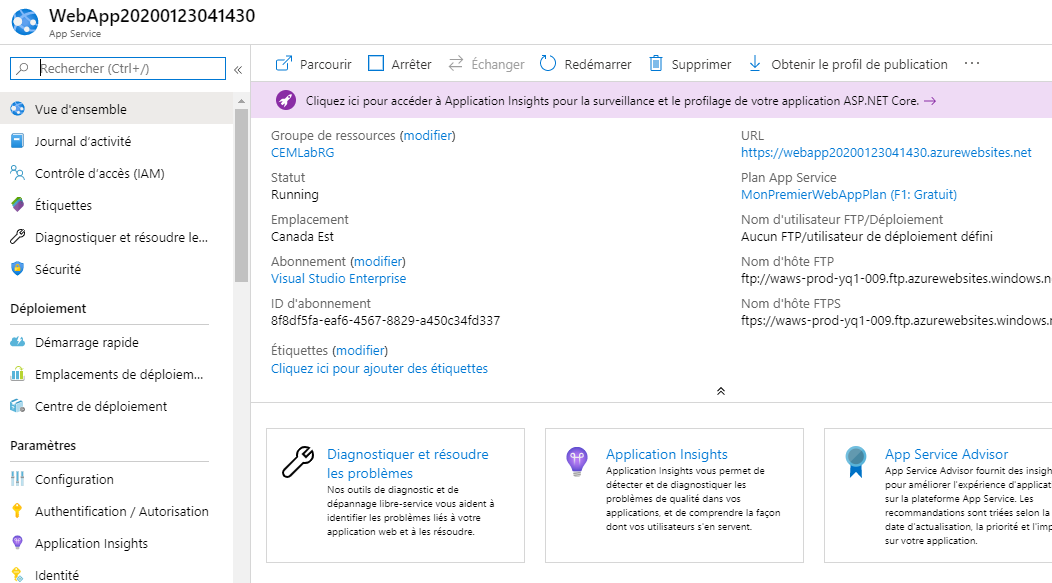 WebApp20200123041430
App Service
Rechercher (Ctrl+/)
«
Vue d'ensemble
Journal d'activité
Contrôle d'accès (IAM)
Étiquettes
Diagnostiquer et résoudre le...
Sécurité
Déploiement
Démarrage rapide
Emplacements de déploiem...
Centre de déploiement
Paramètres
Configuration
Authentification / Autorisation
Application Insights
Identité
Parcourir Arrêter Échanger Redémarrer Supprimer Obtenir le profil de publication ...
Cliquez ici pour accéder à Application Insights pour la surveillance et le profilage de votre application ASP.NET Core. →
Groupe de ressources (modifier)
CEMLabRG
Statut
Running
Emplacement
Canada Est
Abonnement (modifier)
Visual Studio Enterprise
ID d'abonnement
8f8df5fa-eaf6-4567-8829-a450c34fd337
Étiquettes (modifier)
Cliquez ici pour ajouter des étiquettes
URL
https://webapp20200123041430.azurewebsites.net
Plan App Service
MonPremierWebAppPlan (F1: Gratuit)
Nom d'utilisateur FTP/Déploiement
Aucun FTP/utilisateur de déploiement défini
Nom d'hôte FTP
ftp://waws-prod-yq1-009.ftp.azurewebsites.windows.n
Nom d'hôte FTPS
ftps://waws-prod-yq1-009.ftp.azurewebsites.windows.
Diagnostiquer et résoudre
les problèmes
Nos outils de diagnostic et de
dépannage libre-service vous aident à
identifier les problèmes liés à votre
application web et à les résoudre.
Application Insights
Application Insights vous permet de
détecter et de diagnostiquer les
problèmes de qualité dans vos
applications, et de comprendre la façon
dont vos utilisateurs s'en servent.
App Service Advisor
App Service Advisor fournit des insigh
pour améliorer l'expérience d'applicat
sur la plateforme App Service. Les
recommandations sont triées selon la
date d'actualisation, la priorité et l'imp
sur votre application.